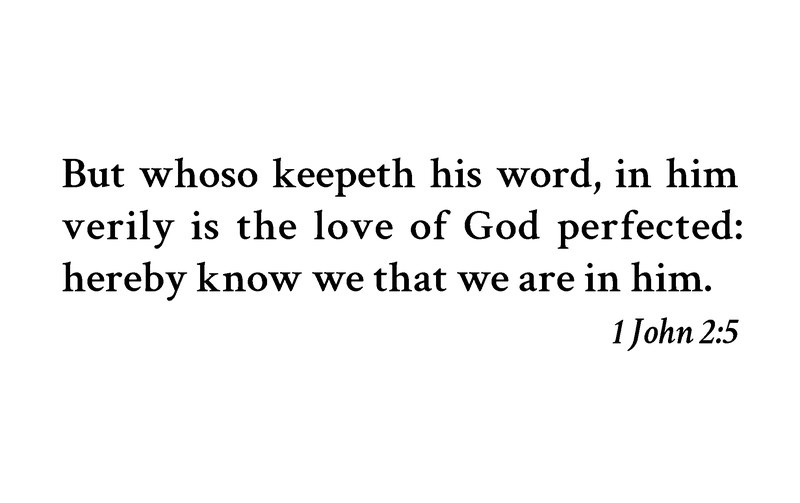 But whoso keepeth his word, in him
verily is the love of God perfected:
hereby know we that we are in him.
1 John 2:5